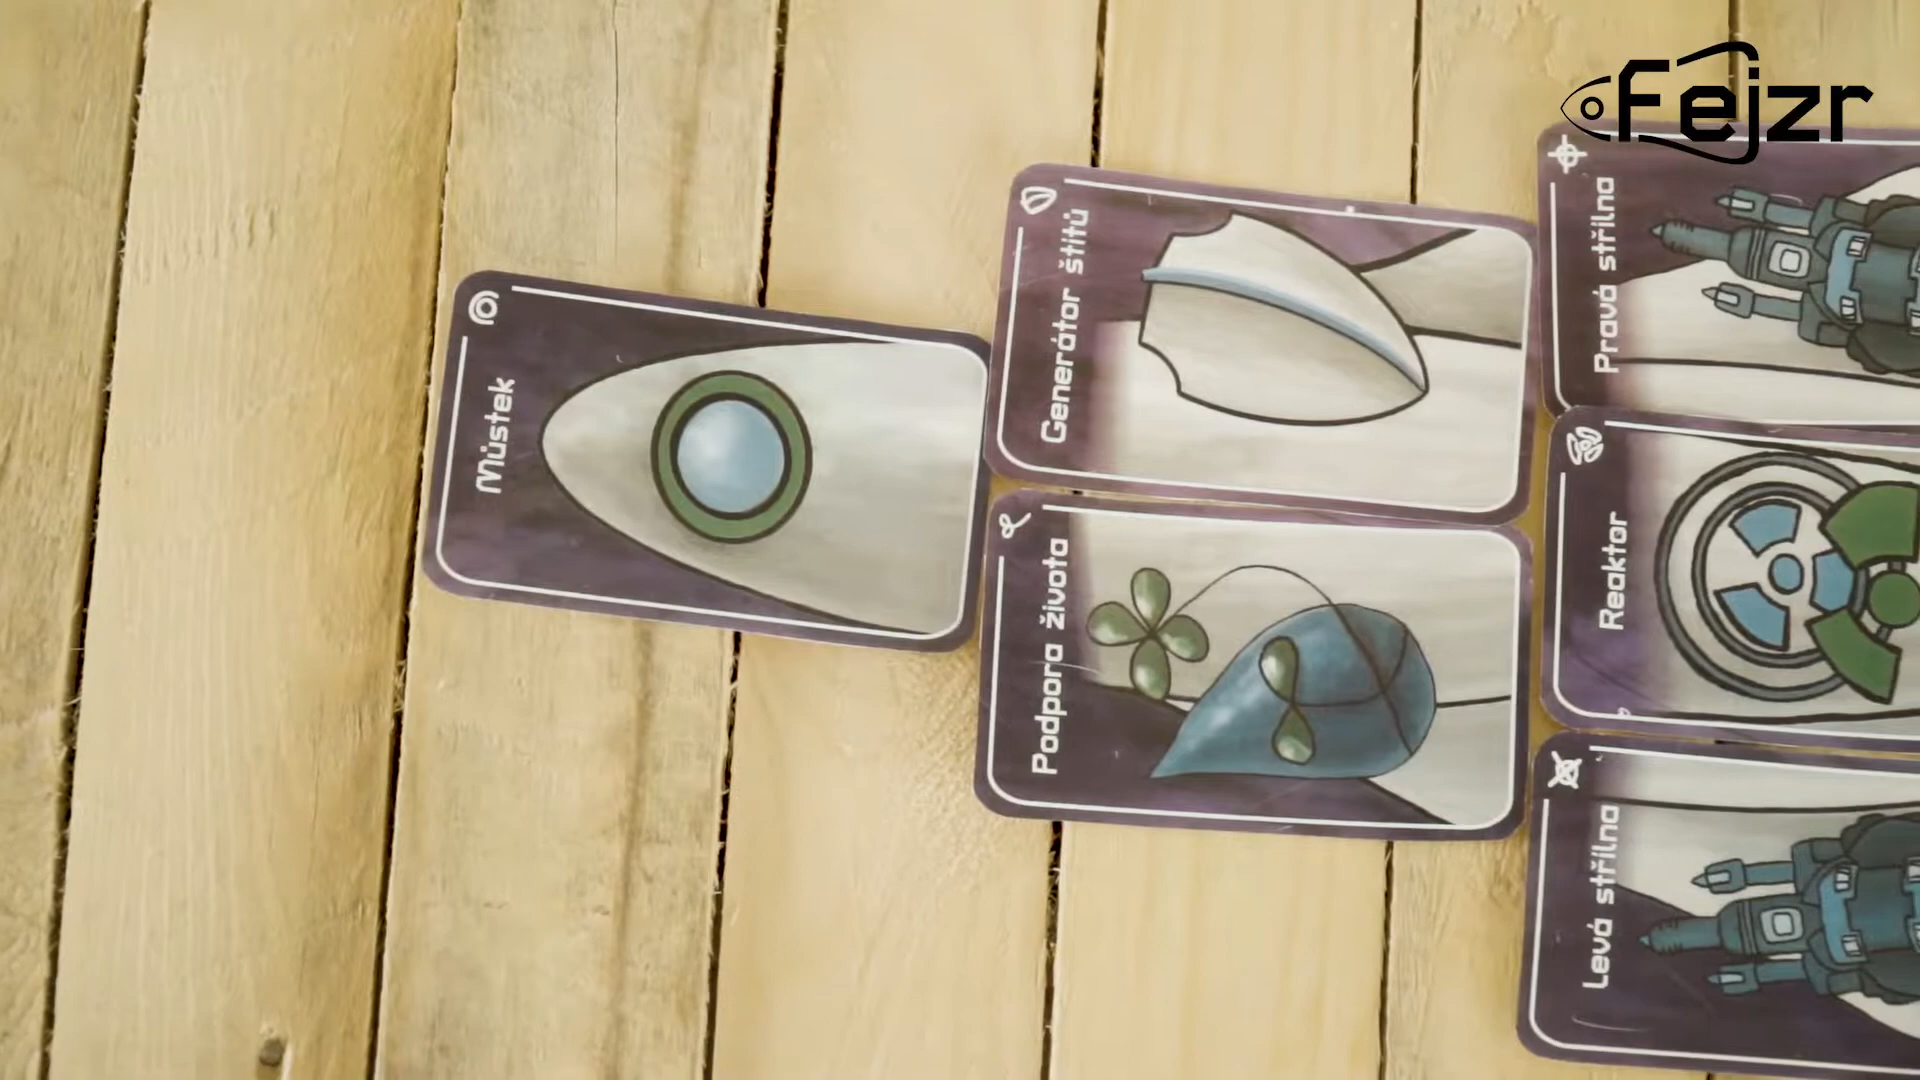 Fejzr
Můstek
Generátor štítů
Podpora života
Pravá střílna
Reaktor
Levá střílna